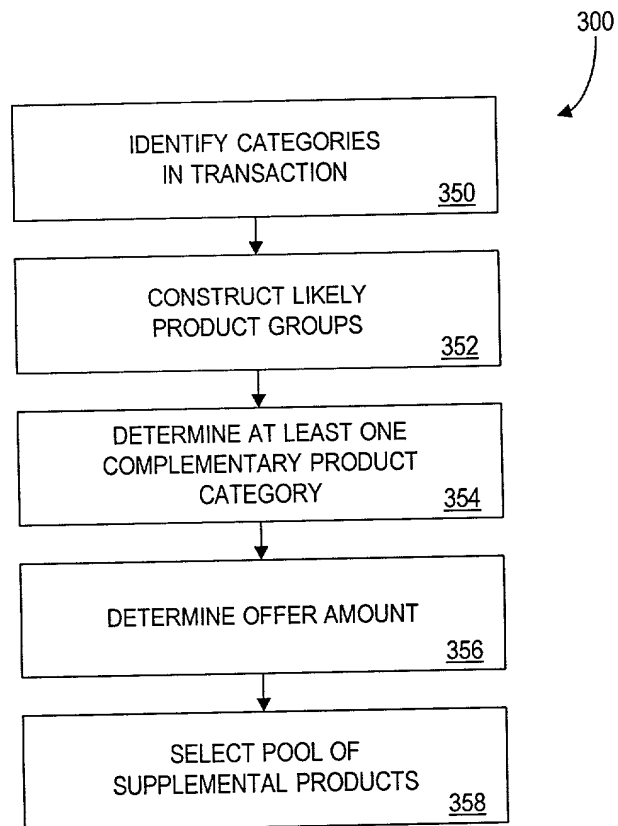 300
IDENTIFY CATEGORIES
IN TRANSACTION
350
CONSTRUCT LIKELY
PRODUCT GROUPS
352
DETERMINE AT LEAST ONE
COMPLEMENTARY PRODUCT
CATEGORY
354
DETERMINE OFFER AMOUNT
356
SELECT POOL OF
SUPPLEMENTAL PRODUCTS
358